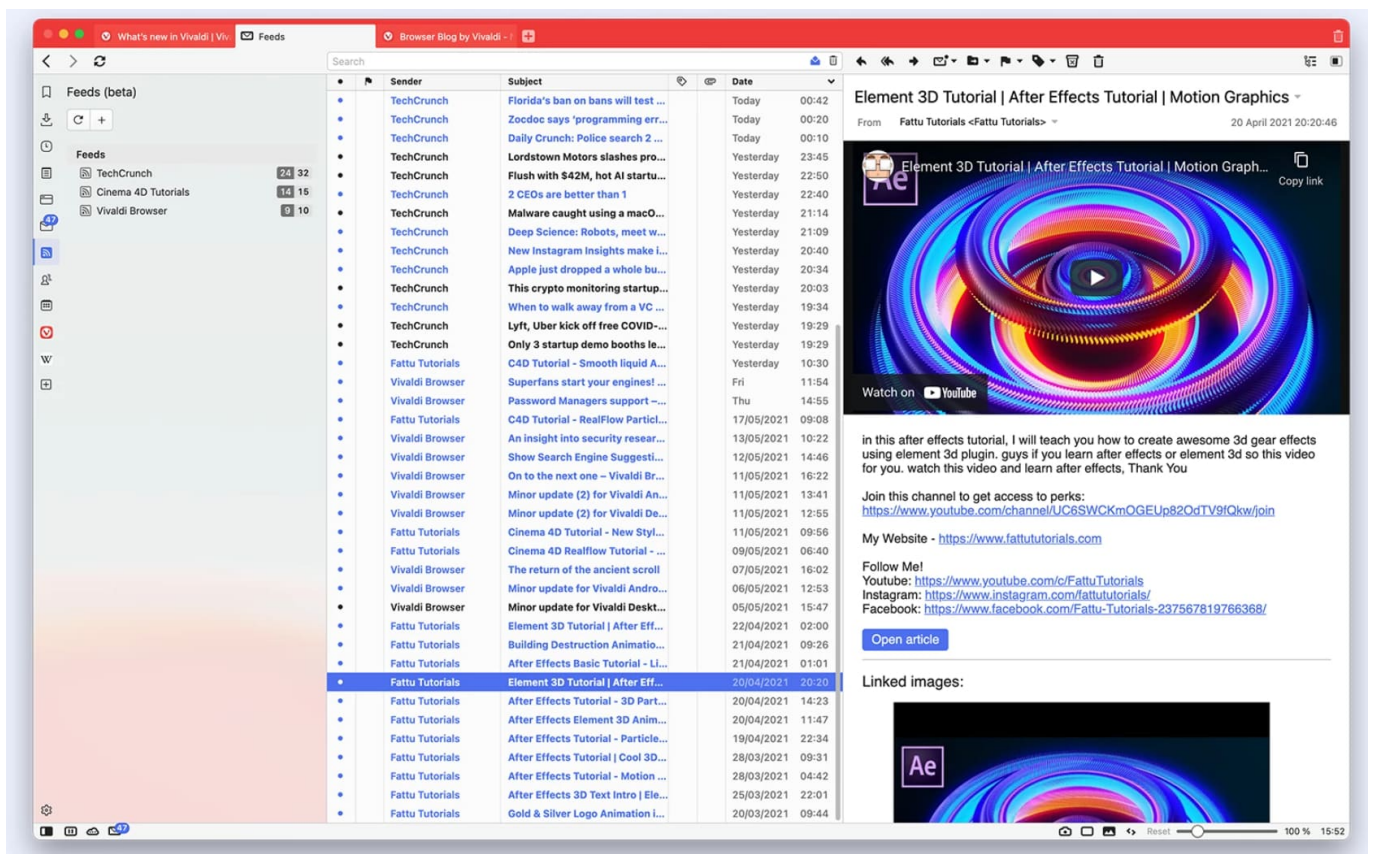 What's new in Vivaldi | Viv
Feeds
Browser Blog by Vivaldi -
Search
Feeds (beta)
Feeds
TechCrunch 24 32
Cinema 4D Tutorials 14 15
Vivaldi Browser 9 10
47
W
Sender Subject Date
TechCrunch Florida's ban on bans will test ... Today 00:42
TechCrunch Zocdoc says 'programming err... Today 00:20
TechCrunch Daily Crunch: Police search 2 ... Today 00:10
TechCrunch Lordstown Motors slashes pro... Yesterday 23:45
TechCrunch Flush with $42M, hot AI startu... Yesterday 22:50
TechCrunch 2 CEOs are better than 1 Yesterday 22:40
TechCrunch Malware caught using a macO... Yesterday 21:14
TechCrunch Deep Science: Robots, meet w... Yesterday 21:09
TechCrunch New Instagram Insights make i... Yesterday 20:40
TechCrunch Apple just dropped a whole bu... Yesterday 20:34
TechCrunch This crypto monitoring startup... Yesterday 20:03
TechCrunch When to walk away from a VC ... Yesterday 19:34
TechCrunch Lyft, Uber kick off free COVID-... Yesterday 19:29
TechCrunch Only 3 startup demo booths le... Yesterday 19:29
Fattu Tutorials C4D Tutorial - Smooth liquid A... Yesterday 10:30
Vivaldi Browser Superfans start your engines! ... Fri 11:54
Vivaldi Browser Password Managers support –... Thu 14:55
Fattu Tutorials C4D Tutorial - RealFlow Particl... 17/05/2021 09:08
Vivaldi Browser An insight into security resear... 13/05/2021 10:22
Vivaldi Browser Show Search Engine Suggesti... 12/05/2021 14:46
Vivaldi Browser On to the next one – Vivaldi Br... 11/05/2021 16:22
Vivaldi Browser Minor update (2) for Vivaldi An... 11/05/2021 13:41
Vivaldi Browser Minor update (2) for Vivaldi De... 11/05/2021 12:55
Fattu Tutorials Cinema 4D Tutorial - New Styl... 11/05/2021 09:56
Fattu Tutorials Cinema 4D Realflow Tutorial - ... 09/05/2021 06:40
Vivaldi Browser The return of the ancient scroll 07/05/2021 16:02
Vivaldi Browser Minor update for Vivaldi Andro... 06/05/2021 12:53
Vivaldi Browser Minor update for Vivaldi Deskt... 05/05/2021 15:47
Fattu Tutorials Element 3D Tutorial | After Eff... 22/04/2021 02:00
Fattu Tutorials Building Destruction Animatio... 21/04/2021 09:26
Fattu Tutorials After Effects Basic Tutorial - Li... 21/04/2021 01:01
Fattu Tutorials Element 3D Tutorial | After Eff... 20/04/2021 20:20
Fattu Tutorials After Effects Tutorial - 3D Part... 20/04/2021 14:23
Fattu Tutorials After Effects Element 3D Anim... 20/04/2021 11:47
Fattu Tutorials After Effects Tutorial - Particle... 19/04/2021 22:34
Fattu Tutorials After Effects Tutorial | Cool 3D... 28/03/2021 09:31
Fattu Tutorials After Effects Tutorial - Motion ... 28/03/2021 04:42
Fattu Tutorials After Effects 3D Text Intro | Ele... 25/03/2021 22:01
Fattu Tutorials Gold & Silver Logo Animation i... 20/03/2021 09:44
Element 3D Tutorial | After Effects Tutorial | Motion Graphics
From Fattu Tutorials <Fattu Tutorials> 20 April 2021 20:20:46
Element 3D Tutorial | After Effects Tutorial | Motion Graph...
Ae
Copy link
Watch on YouTube
in this after effects tutorial, I will teach you how to create awesome 3d gear effects
using element 3d plugin. guys if you learn after effects or element 3d so this video
for you. watch this video and learn after effects, Thank You
Join this channel to get access to perks:
https://www.youtube.com/channel/UC6SWCKmOGEUp82OdTV9fQkw/join
My Website - https://www.fattututorials.com
Follow Me!
Youtube: https://www.youtube.com/c/FattuTutorials
Instagram: https://www.instagram.com/fattututorials/
Facebook: https://www.facebook.com/Fattu-Tutorials-237567819766368/
Open article
Linked images:
Ae
47
Reset 100 % 15:52